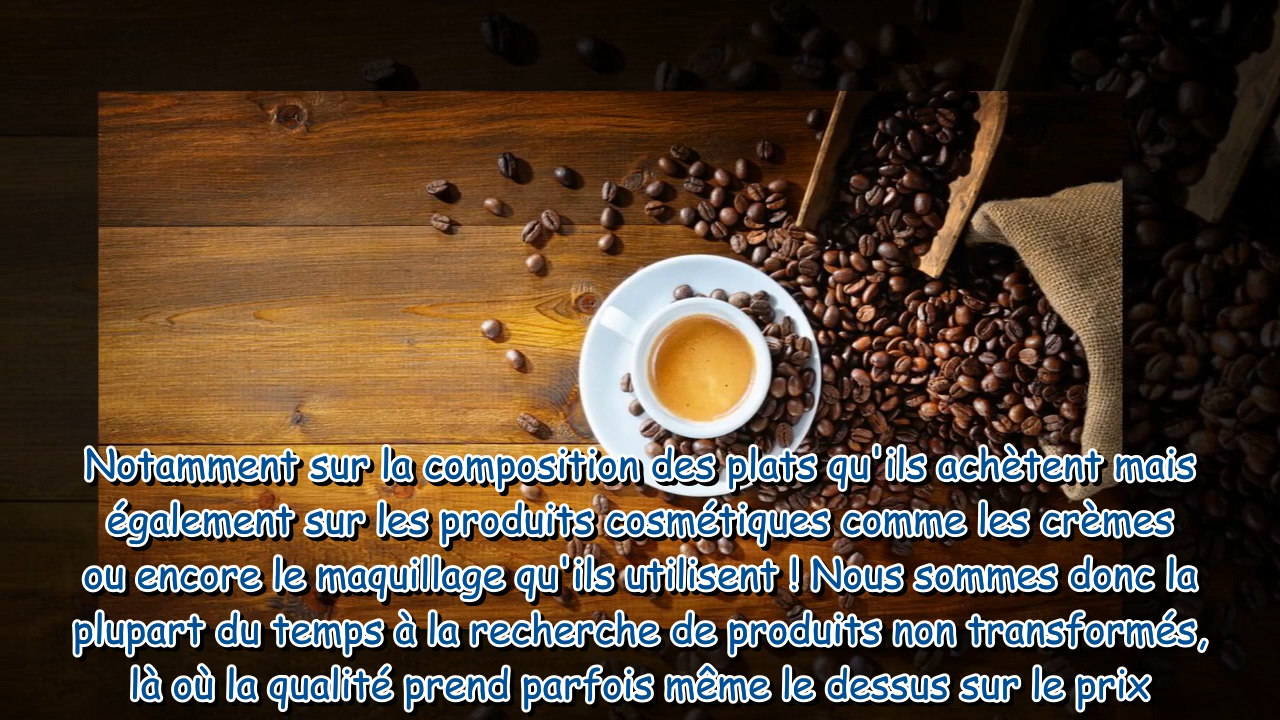 Notamment sur la composition des plats qu'ils achètent mais
également sur les produits cosmétiques comme les crèmes
ou encore le maquillage qu'ils utilisent ! Nous sommes donc la
plupart du temps à la recherche de produits non transformés,
là où la qualité prend parfois même le dessus sur le prix